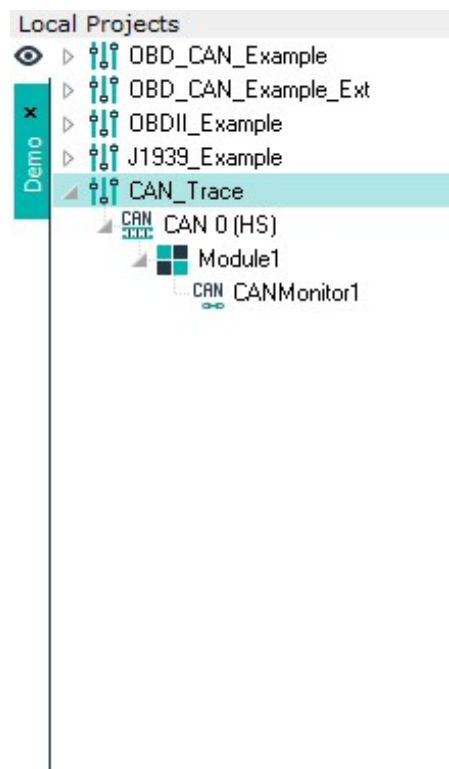 Local Projects
OBD_CAN_Example
OBD_CAN_Example_Ext
OBDII_Example
J1939_Example
CAN_Trace
CAN CAN 0 (HS)
Module1
CAN CANMonitor1
× Demo